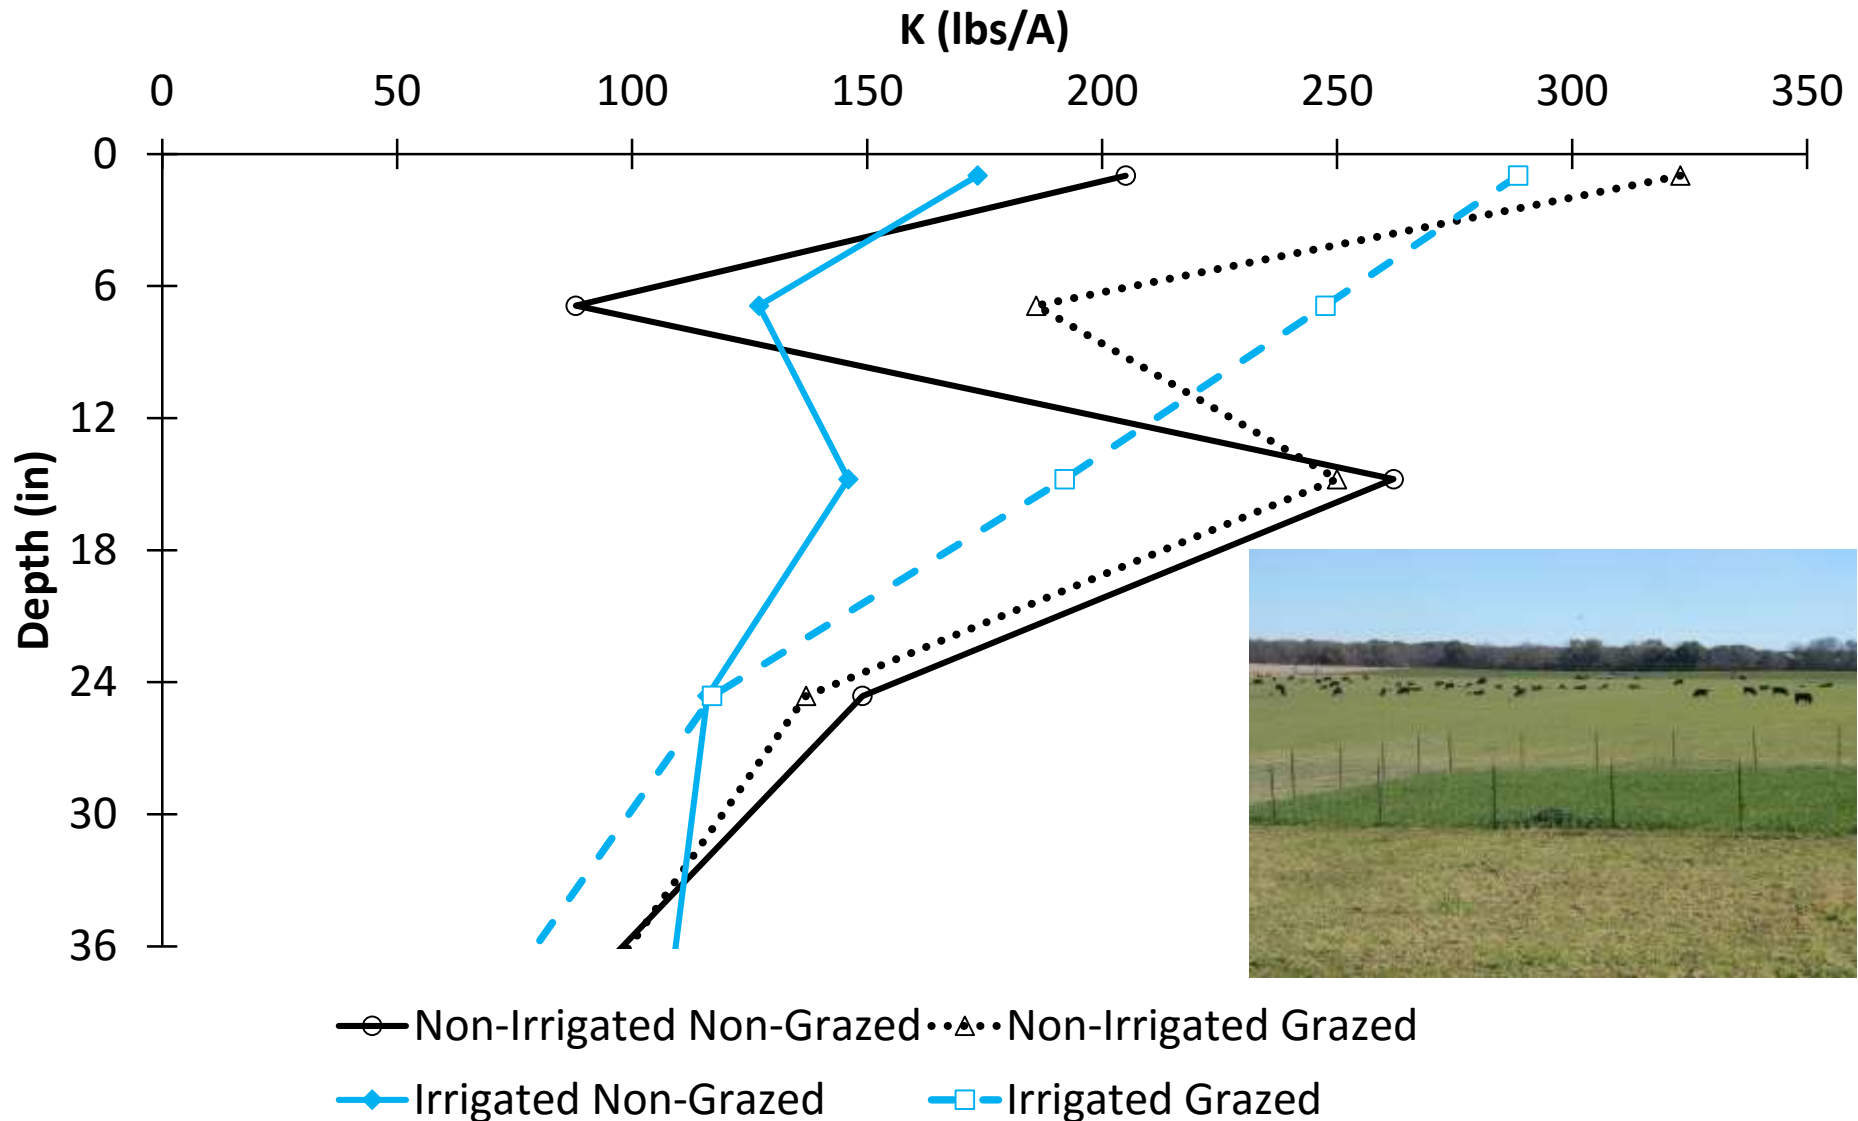 K (lbs/A)
0 50 100 150 200 250 300 350
0
6
12
18
24
30
36
Depth (in)
Non-Irrigated Non-Grazed Non-Irrigated Grazed
Irrigated Non-Grazed Irrigated Grazed